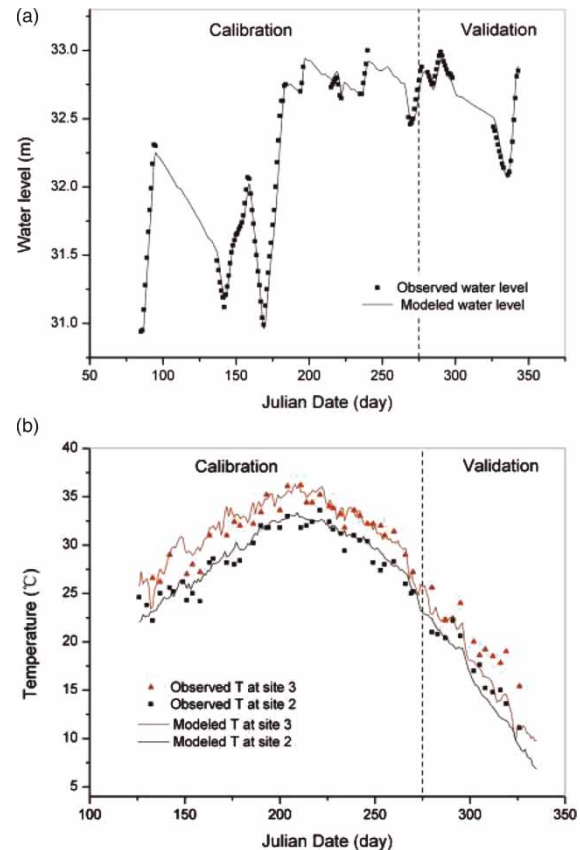 (a)
Calibration
Validation
33.0
32.5
32.0
31.5
31.0
Water level (m)
Observed water level
Modeled water level
50
100
150
200
250
300
350
Julian Date (day)
(b)
Calibration
Validation
40
35
30
25
20
15
10
5
Temperature (℃)
Observed T at site 3
Observed T at site 2
Modeled T at site 3
Modeled T at site 2
100
150
200
250
300
350
Julian Date (day)